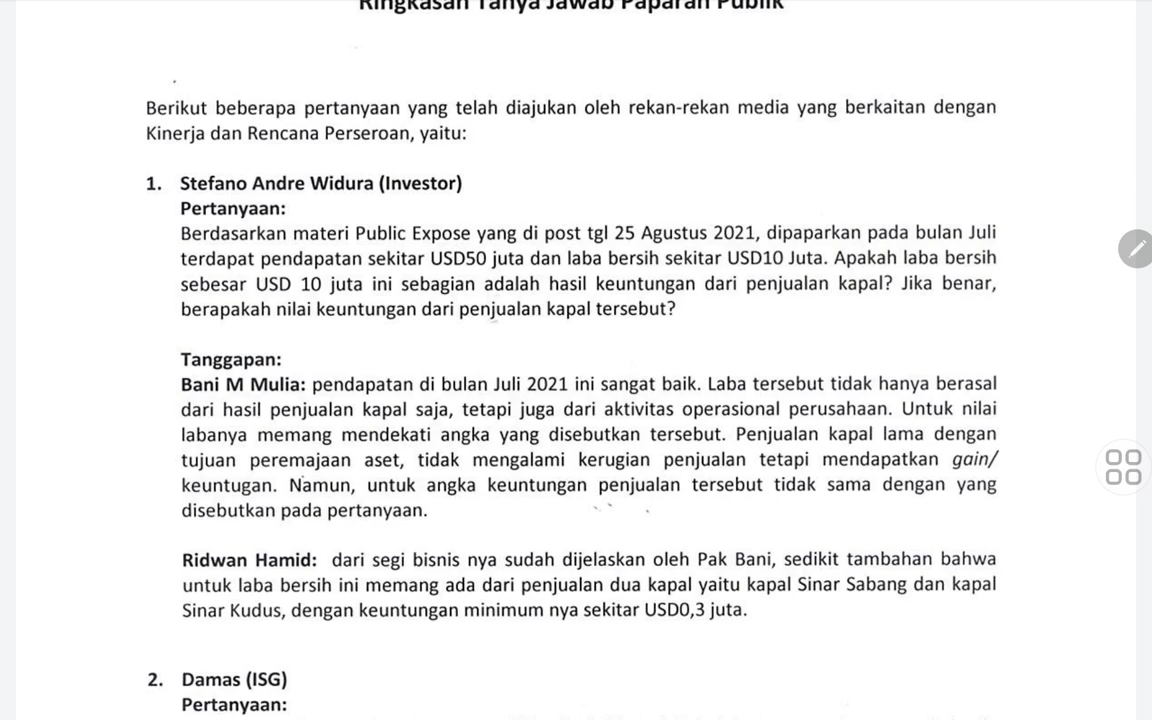 Ringkasan Tanya Jawab Paparan Publik
Berikut beberapa pertanyaan yang telah diajukan oleh rekan-rekan media yang berkaitan dengan
Kinerja dan Rencana Perseroan, yaitu:
1. Stefano Andre Widura (Investor)
Pertanyaan:
Berdasarkan materi Public Expose yang di post tgl 25 Agustus 2021, dipaparkan pada bulan Juli
terdapat pendapatan sekitar USD50 juta dan laba bersih sekitar USD10 Juta. Apakah laba bersih
sebesar USD 10 juta ini sebagian adalah hasil keuntungan dari penjualan kapal? Jika benar,
berapakah nilai keuntungan dari penjualan kapal tersebut?
Tanggapan:
Bani M Mulia: pendapatan di bulan Juli 2021 ini sangat baik. Laba tersebut tidak hanya berasal
dari hasil penjualan kapal saja, tetapi juga dari aktivitas operasional perusahaan. Untuk nilai
labanya memang mendekati angka yang disebutkan tersebut. Penjualan kapal lama dengan
tujuan peremajaan aset, tidak mengalami kerugian penjualan tetapi mendapatkan gain/
keuntugan. Namun, untuk angka keuntungan penjualan tersebut tidak sama dengan yang
disebutkan pada pertanyaan.
Ridwan Hamid: dari segi bisnis nya sudah dijelaskan oleh Pak Bani, sedikit tambahan bahwa
untuk laba bersih ini memang ada dari penjualan dua kapal yaitu kapal Sinar Sabang dan kapal
Sinar Kudus, dengan keuntungan minimum nya sekitar USD0,3 juta.
2. Damas (ISG)
Pertanyaan: